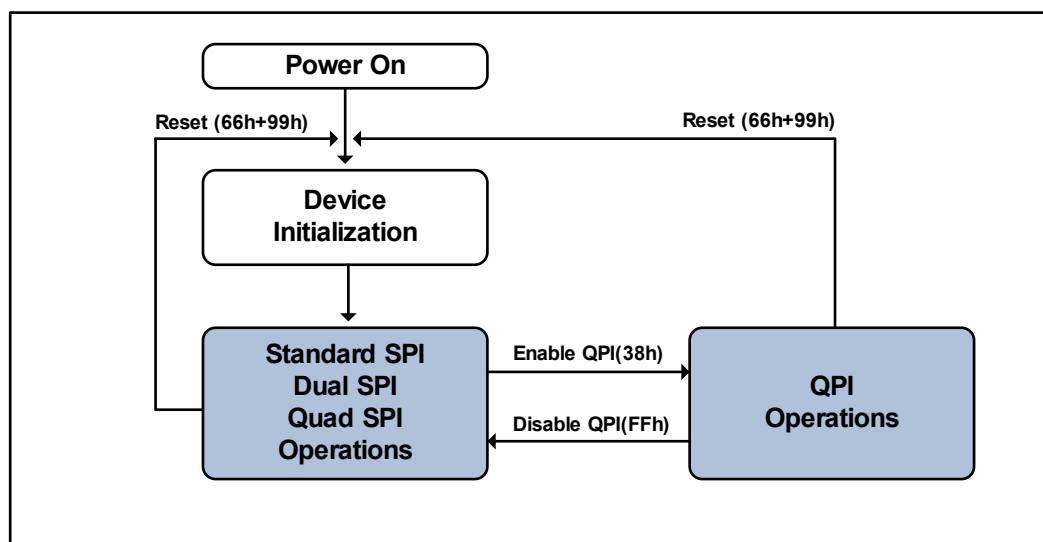 Power On
Reset (66h+99h)
Reset (66h+99h)
Device
Initialization
Standard SPI
Dual SPI
Quad SPI
Operations
Enable QPI(38h)
Disable QPI(FFh)
QPI
Operations